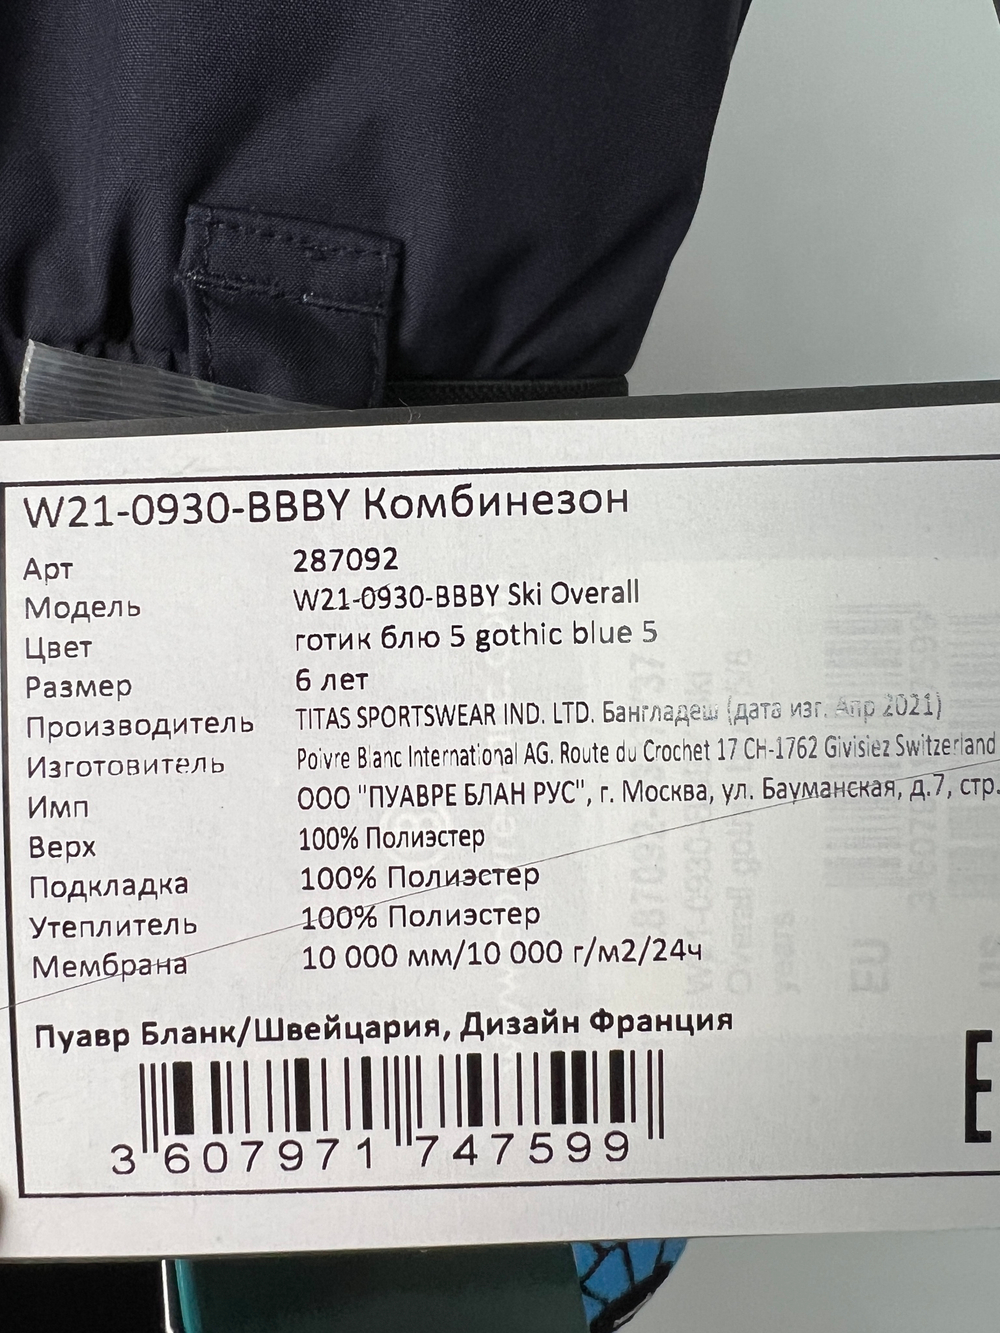 W21-0930-BBBY Комбинезон
Арт 287092
Модель W21-0930-BBBY Ski Overall
Цвет готик блю 5 gothic blue 5
Размер 6 лет
Производитель TITAS SPORTSWEAR IND. LTD. Бангладеш (дата изг. Апр 2021)
Изготовитель Poivre Blanc International AG. Route du Crochet 17 CH-1762 Givisiez Switzerland
Имп ООО "ПУАВРЕ БЛАН РУС", г. Москва, ул. Бауманская, д.7, стр.
Верх 100% Полиэстер
Подкладка 100% Полиэстер
Утеплитель 100% Полиэстер
Мембрана 10 000 мм/10 000 г/м2/24ч
Пуавр Бланк/Швейцария, Дизайн Франция
E
3 607971 747599